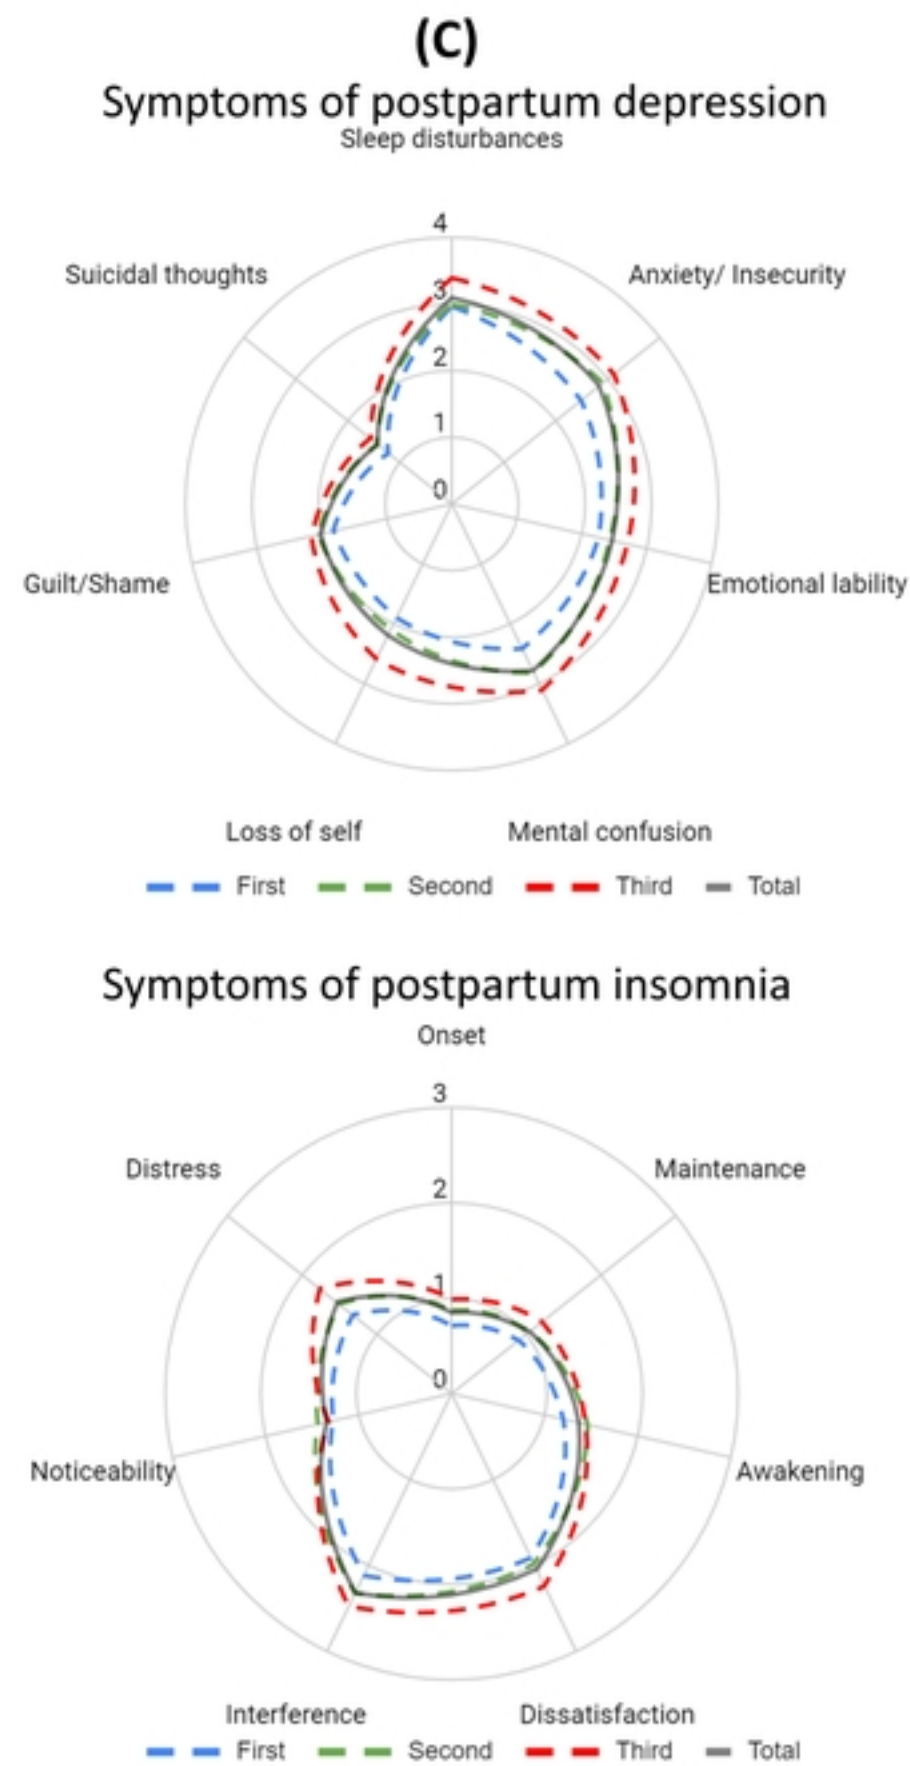 (C)
Symptoms of postpartum depression
Sleep disturbances
4
Suicidal thoughts
Anxiety/ Insecurity
3
2
1
0
Guilt/Shame
Emotional lability
Loss of self
Mental confusion
First Second Third Total
Symptoms of postpartum insomnia
Onset
3
Distress
Maintenance
2
1
0
Noticeability
Awakening
Interference
Dissatisfaction
First Second Third Total